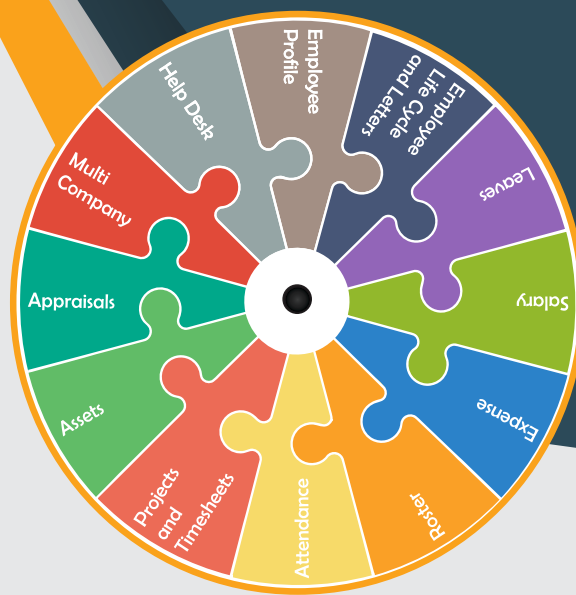 Employee
Profile
Employee
Life Cycle
and Letters
Leaves
Salary
Expense
Roster
Attendance
Projects
and
Timesheets
Assets
Appraisals
Multi
Company
Help Desk